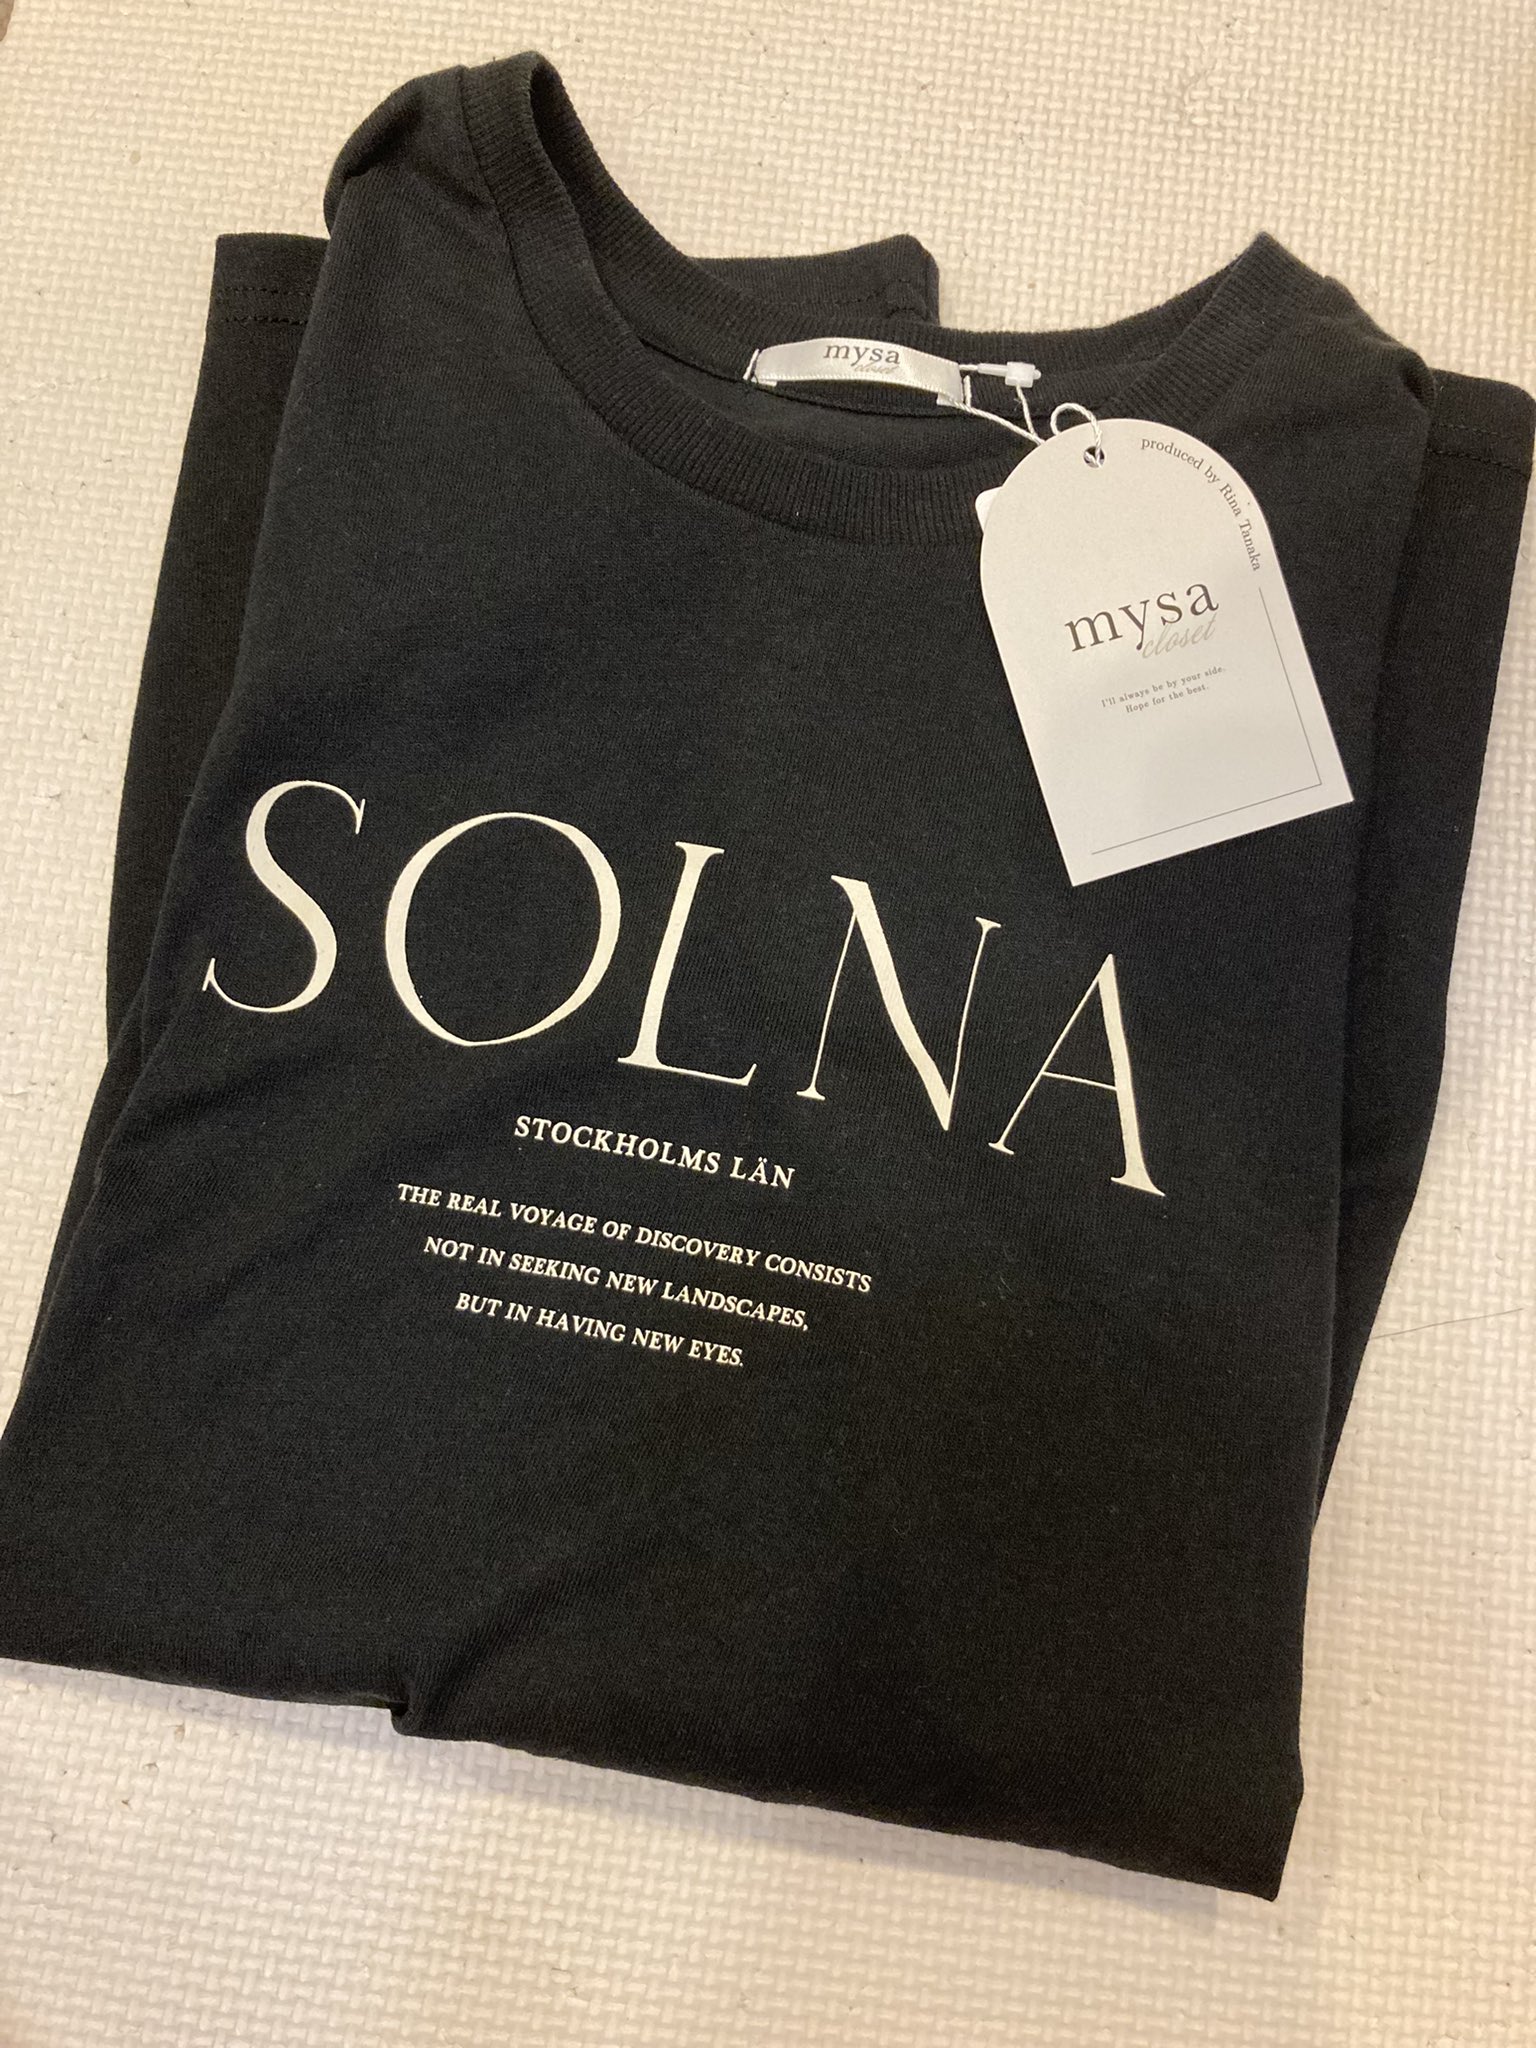 mysa
closet
produced by Rina Tanaka
mysa
closet
I'll always be by your side.
Hope for the best.
SOLNA
STOCKHOLMS LÄN
THE REAL VOYAGE OF DISCOVERY CONSISTS
NOT IN SEEKING NEW LANDSCAPES,
BUT IN HAVING NEW EYES.